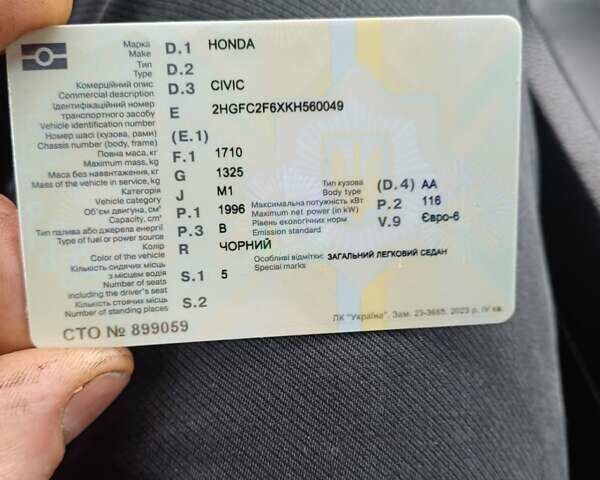 Марка D.1 HONDA
Make
Тип D.2
Type
Комерційний опис D.3 CIVIC
Commercial description
Ідентифікаційний номер
транспортного засобу E 2HGFC2F6XKH560049
Vehicle identification number
Номер шасі (кузова, рами) (E.1)
Chassis number (body, frame)
Повна маса, кг F.1 1710
Maximum mass, kg
Маса без навантаження, кг G 1325
Mass of the vehicle in service, kg
Категорія J M1 Тип кузова (D.4) AA
Vehicle category Body type
Об'єм двигуна, см³ P.1 1996 Максимальна потужність кВт P.2 116
Capacity, cm³ Maximum net power (in kW)
Тип палива або джерела енергії P.3 B Рівень екологічних норм V.9 Євро-6
Type of fuel or power source Emission standard
Колір R ЧОРНИЙ
Color of the vehicle Особливі відмітки: ЗАГАЛЬНИЙ ЛЕГКОВИЙ СЕДАН
Кількість сидячих місць Special marks
з місцем водія S.1 5
Number of seats
including the driver's seat
Кількість стоячих місць S.2
Number of standing places
СТО № 899059
ПК "Україна". Зам. 23-3665. 2023 р. IV кв.